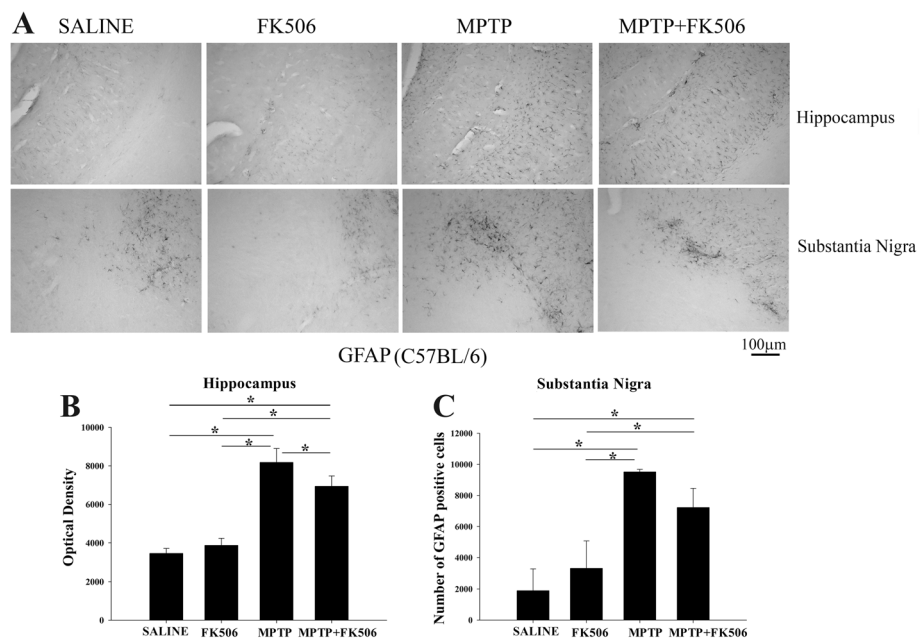 A SALINE FK506 MPTP MPTP+FK506
Hippocampus
Substantia Nigra
100μm
GFAP (C57BL/6)
B Hippocampus
Optical Density
10000
8000
6000
4000
2000
0
* * * * *
SALINE FK506 MPTP MPTP+FK506
C Substantia Nigra
Number of GFAP positive cells
12000
10000
8000
6000
4000
2000
0
* * * *
SALINE FK506 MPTP MPTP+FK506